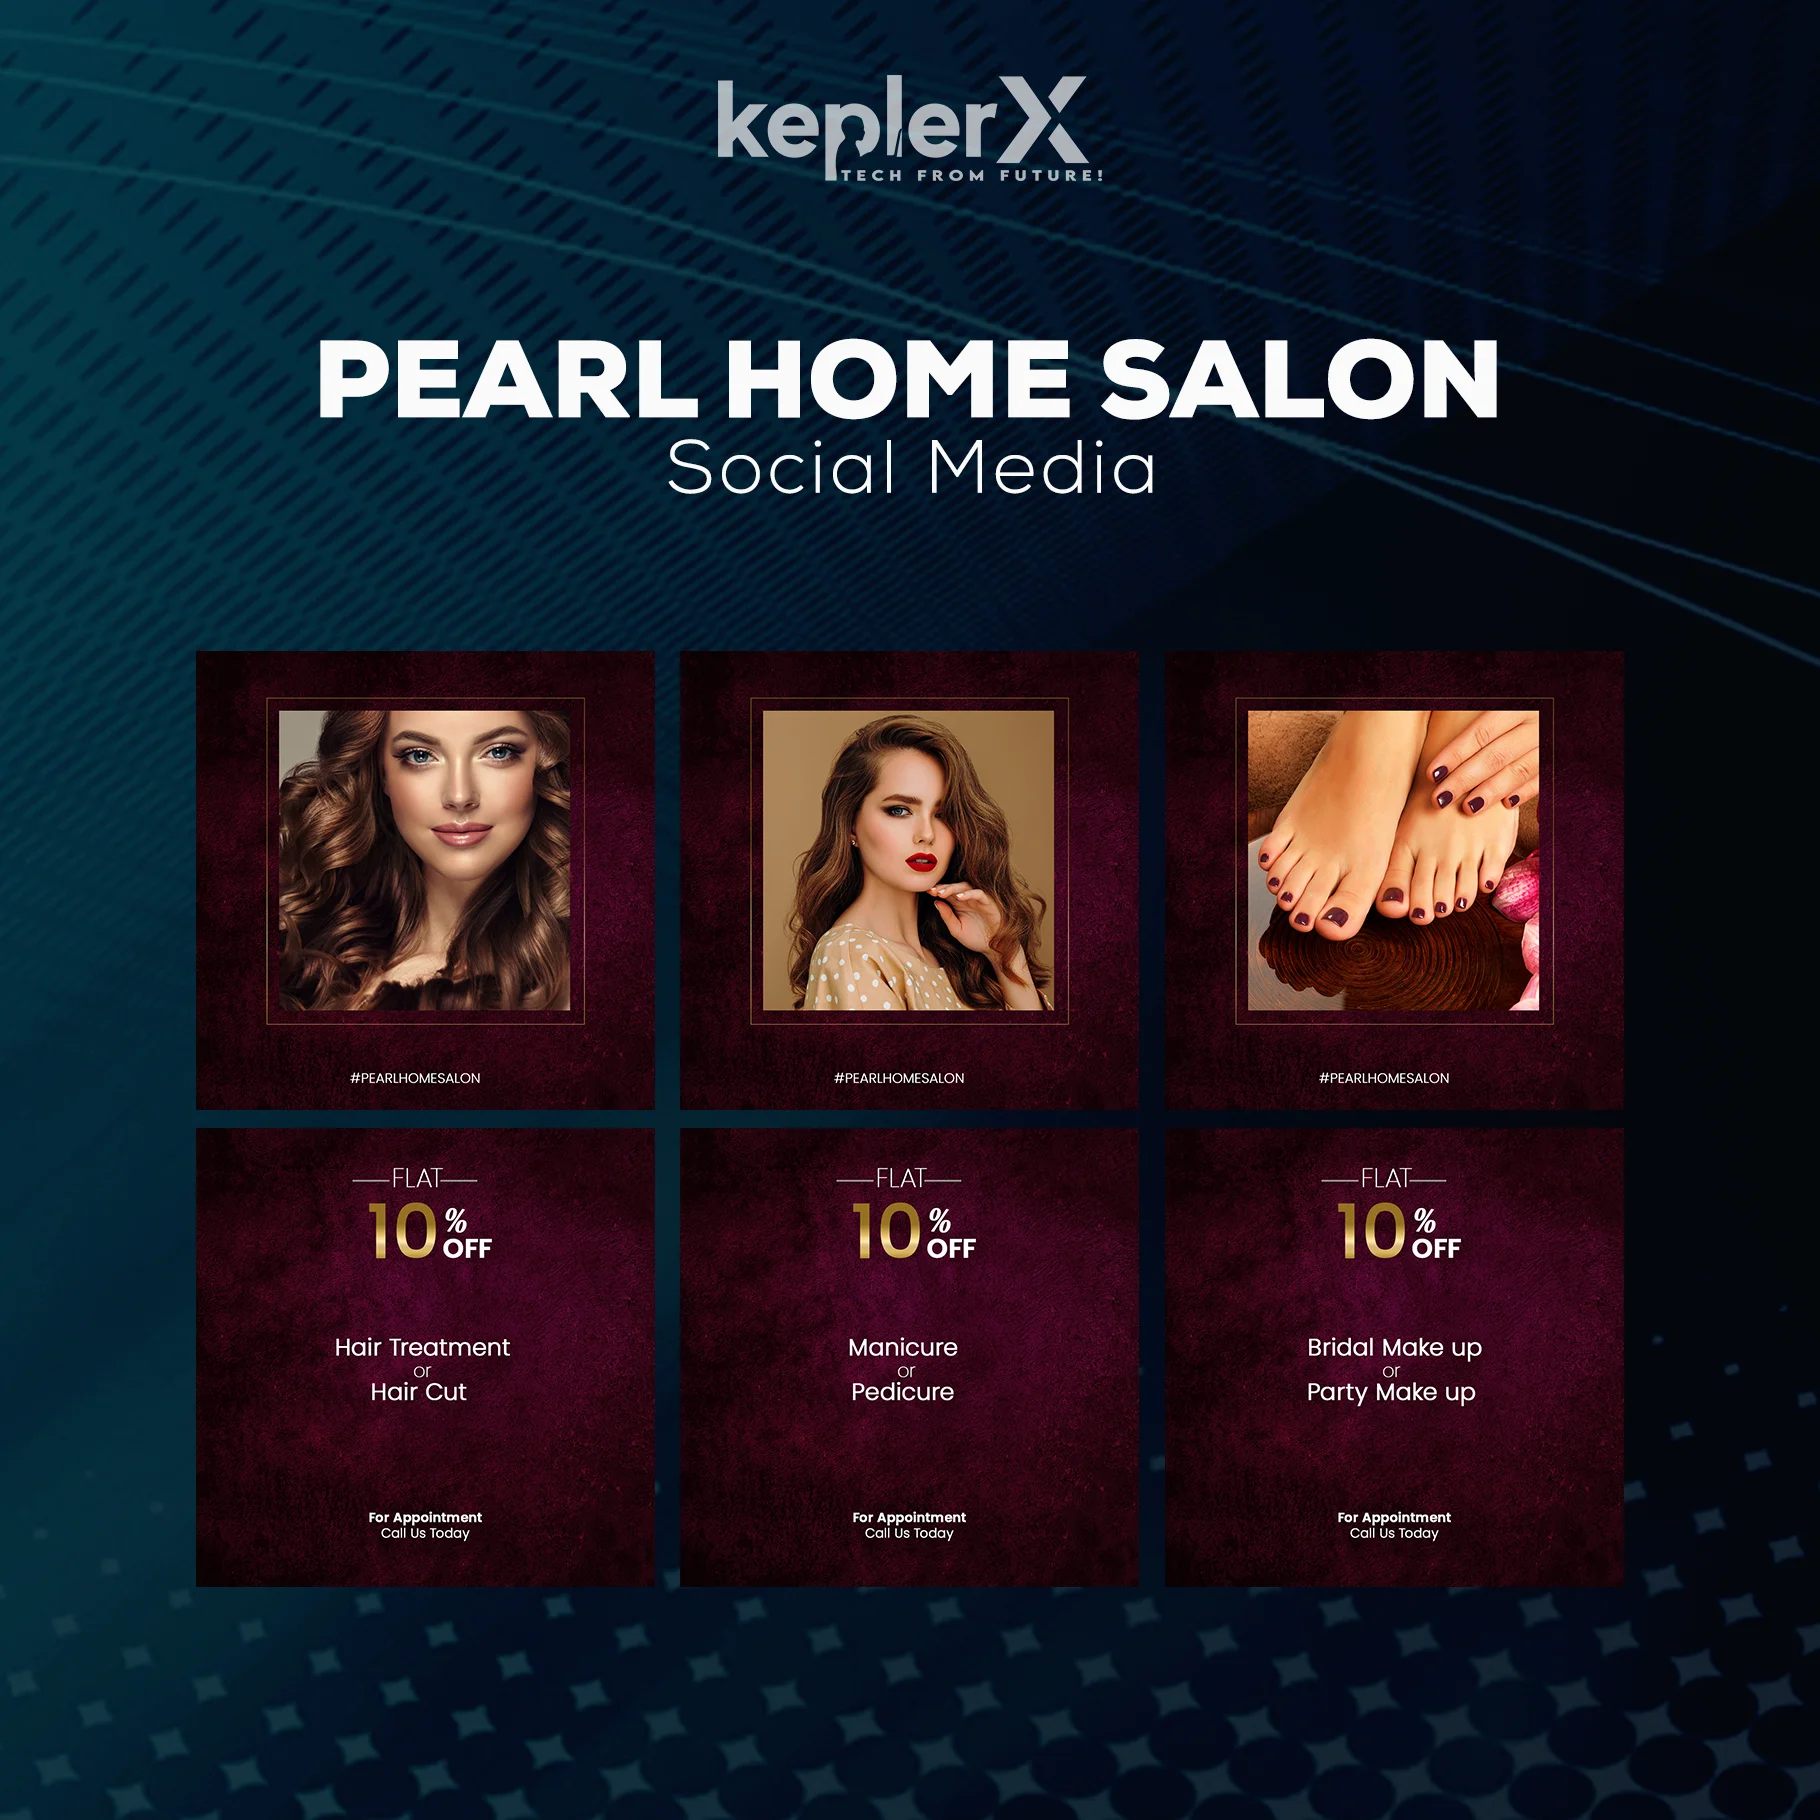 keplerX
TECH FROM FUTURE!
PEARL HOME SALON
Social Media
#PEARLHOMESALON
#PEARLHOMESALON
#PEARLHOMESALON
FLAT
10%
OFF
Hair Treatment
or
Hair Cut
For Appointment
Call Us Today
FLAT
10%
OFF
Manicure
or
Pedicure
For Appointment
Call Us Today
FLAT
10%
OFF
Bridal Make up
or
Party Make up
For Appointment
Call Us Today